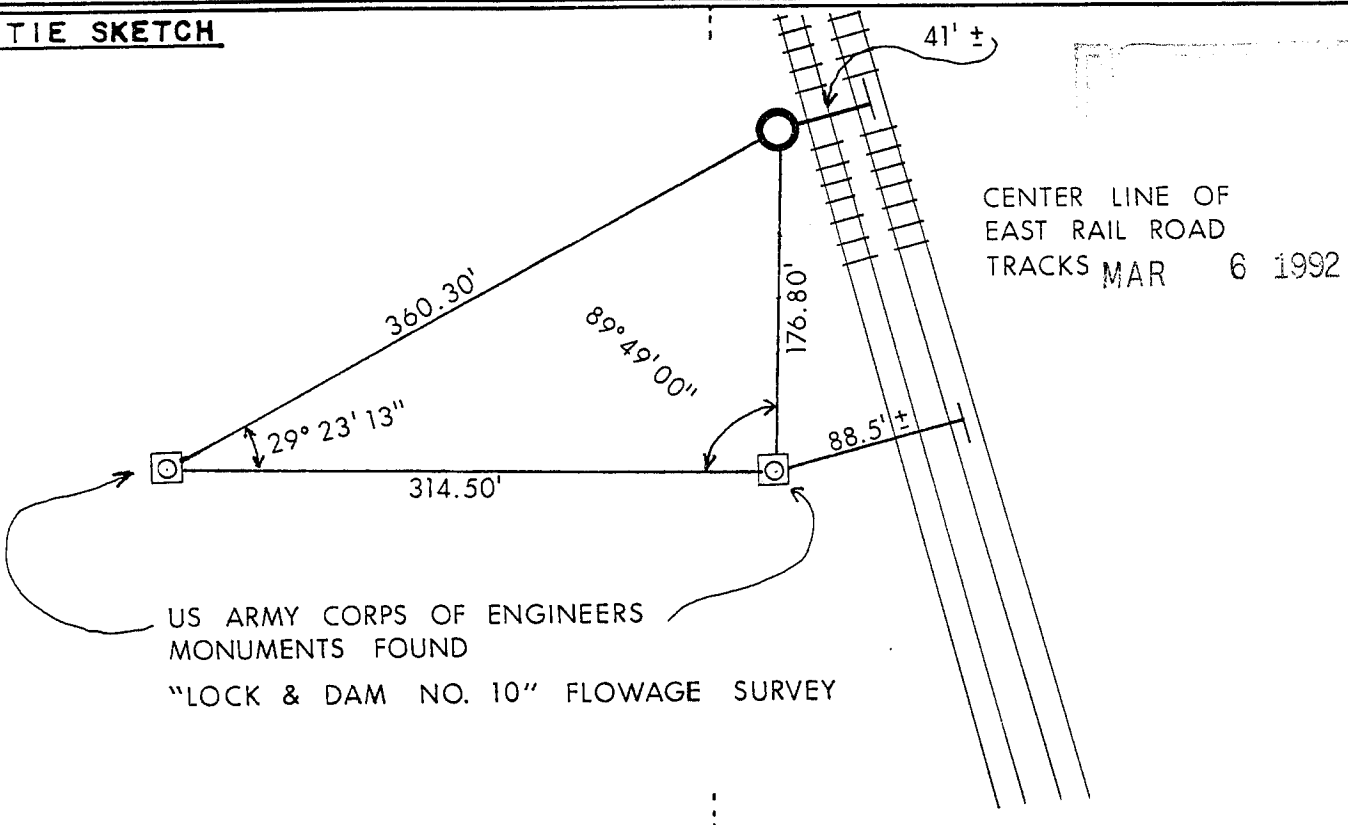 TIE SKETCH
41' ±
CENTER LINE OF
EAST RAIL ROAD
TRACKS MAR 6 1992
360.30'
176.80'
89°49'00"
29° 23' 13"
88.5' ±
314.50'
US ARMY CORPS OF ENGINEERS
MONUMENTS FOUND
"LOCK & DAM NO. 10" FLOWAGE SURVEY